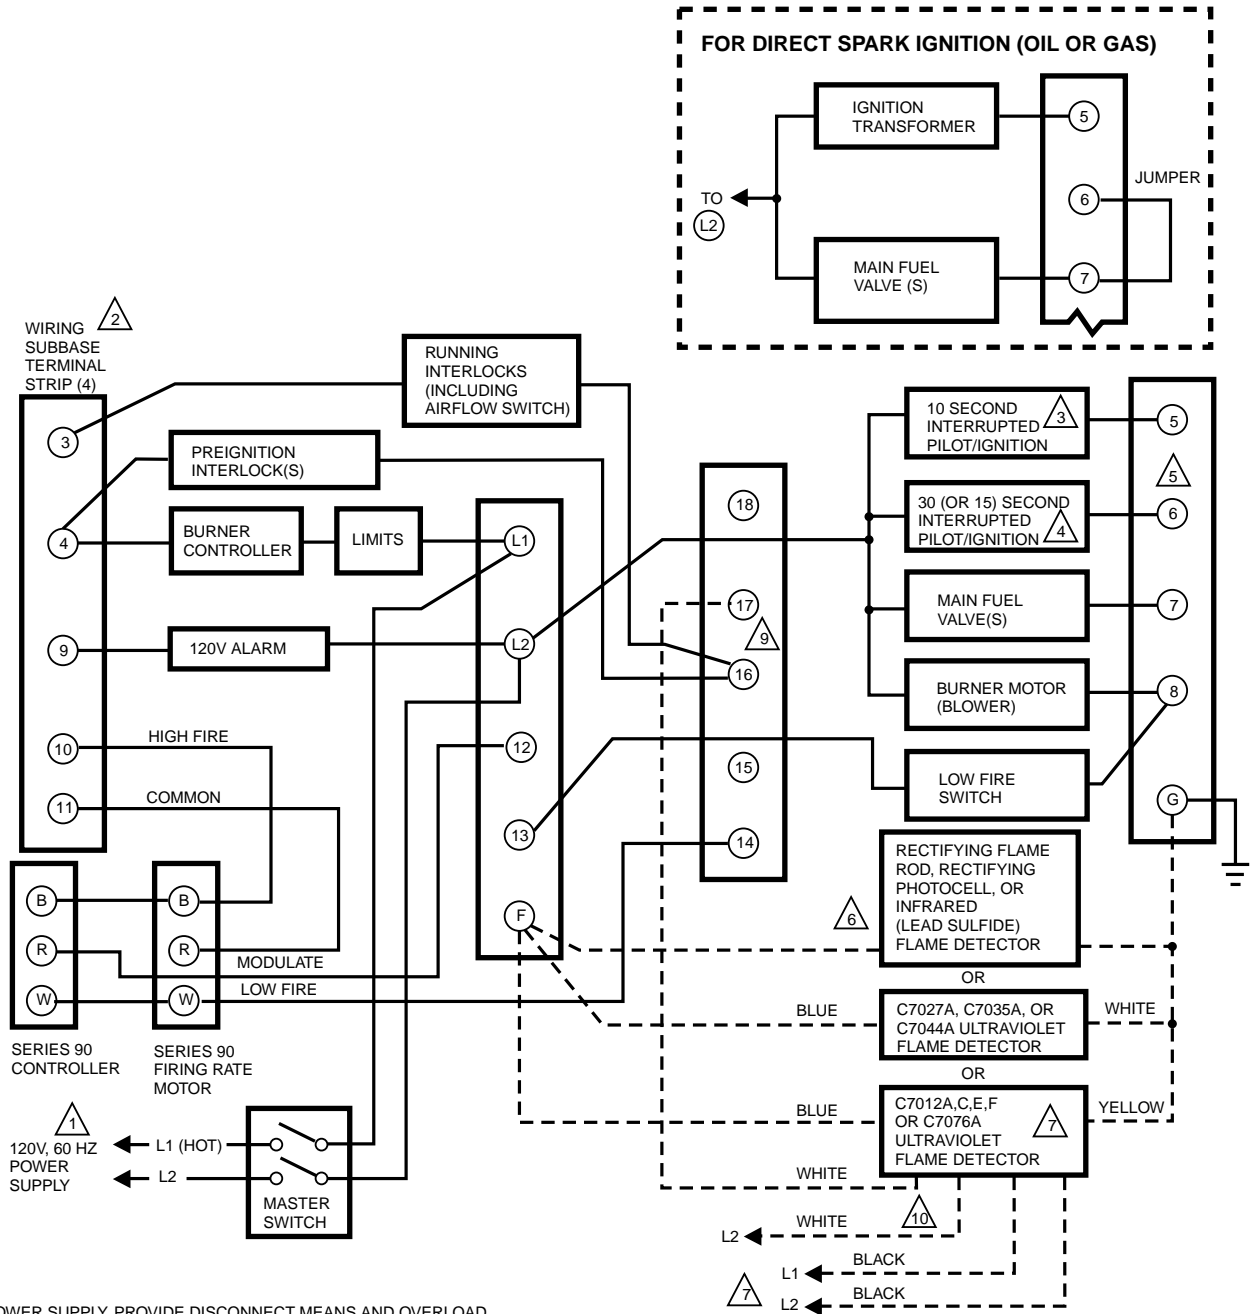 FOR DIRECT SPARK IGNITION (OIL OR GAS)
IGNITION
TRANSFORMER
5
JUMPER
6
TO
L2
MAIN FUEL
VALVE (S)
7
2
WIRING
SUBBASE
TERMINAL
STRIP (4)
RUNNING
INTERLOCKS
(INCLUDING
AIRFLOW SWITCH)
3
PREIGNITION
INTERLOCK(S)
4
BURNER
CONTROLLER
LIMITS
L1
9
120V ALARM
L2
10
HIGH FIRE
12
11
COMMON
13
F
18
17
9
16
15
14
10 SECOND
INTERRUPTED
PILOT/IGNITION
3
5
5
30 (OR 15) SECOND
INTERRUPTED
PILOT/IGNITION
4
6
MAIN FUEL
VALVE(S)
7
BURNER MOTOR
(BLOWER)
8
LOW FIRE
SWITCH
G
B
R
W
B
R
W
MODULATE
LOW FIRE
SERIES 90
CONTROLLER
SERIES 90
FIRING RATE
MOTOR
6
RECTIFYING FLAME
ROD, RECTIFYING
PHOTOCELL, OR
INFRARED
(LEAD SULFIDE)
FLAME DETECTOR
OR
BLUE
C7027A, C7035A, OR
C7044A ULTRAVIOLET
FLAME DETECTOR
WHITE
OR
BLUE
C7012A,C,E,F
OR C7076A
ULTRAVIOLET
FLAME DETECTOR
7
YELLOW
1
120V, 60 HZ
POWER
SUPPLY
L1 (HOT)
L2
MASTER
SWITCH
WHITE
10
L2
WHITE
L1
BLACK
7
L2
BLACK
OWER SUPPLY. PROVIDE DISCONNECT MEANS AND OVERLOAD